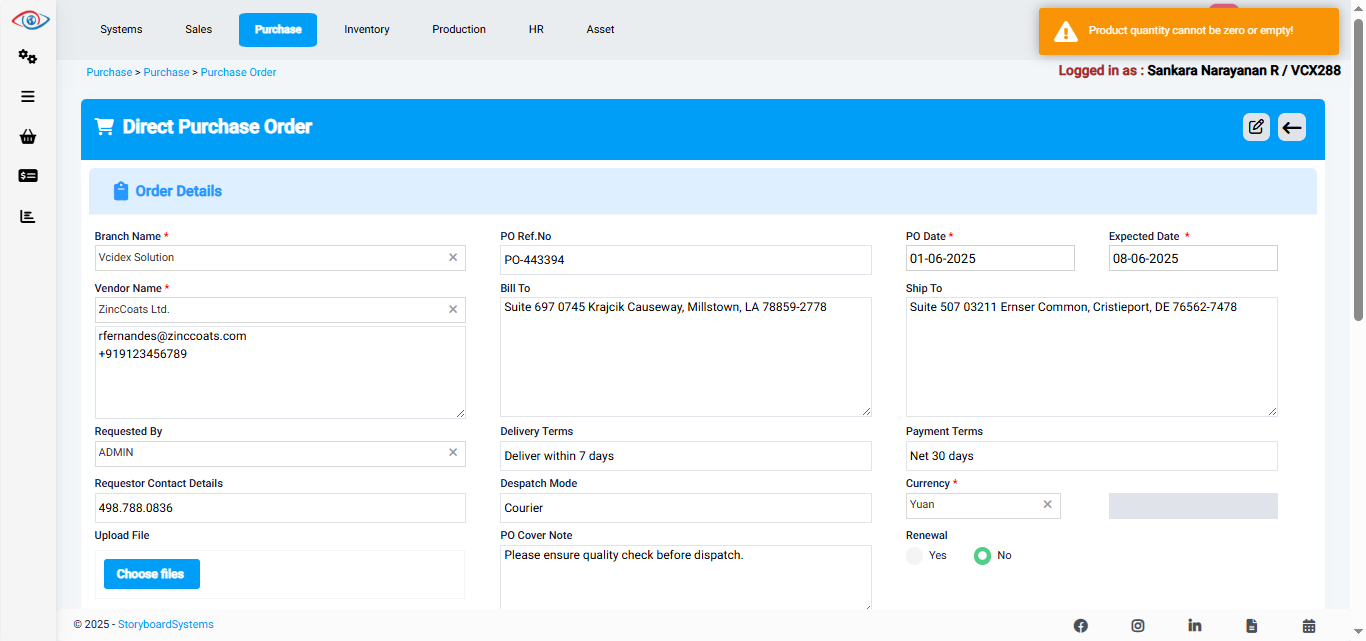 Systems
Sales
Purchase
Inventory
Production
HR
Asset
Product quantity cannot be zero or empty!
Purchase > Purchase > Purchase Order
Logged in as : Sankara Narayanan R / VCX288
Direct Purchase Order
Order Details
Branch Name *
Vcidex Solution
PO Ref.No
PO-443394
PO Date *
01-06-2025
Expected Date *
08-06-2025
Vendor Name *
ZincCoats Ltd.
rfernandes@zinccoats.com
+919123456789
Bill To
Suite 697 0745 Krajcik Causeway, Millstown, LA 78859-2778
Ship To
Suite 507 03211 Ernser Common, Cristieport, DE 76562-7478
Requested By
ADMIN
Delivery Terms
Deliver within 7 days
Payment Terms
Net 30 days
Requestor Contact Details
498.788.0836
Despatch Mode
Courier
Currency *
Yuan
Upload File
Choose files
PO Cover Note
Please ensure quality check before dispatch.
Renewal
Yes
No
© 2025 - StoryboardSystems